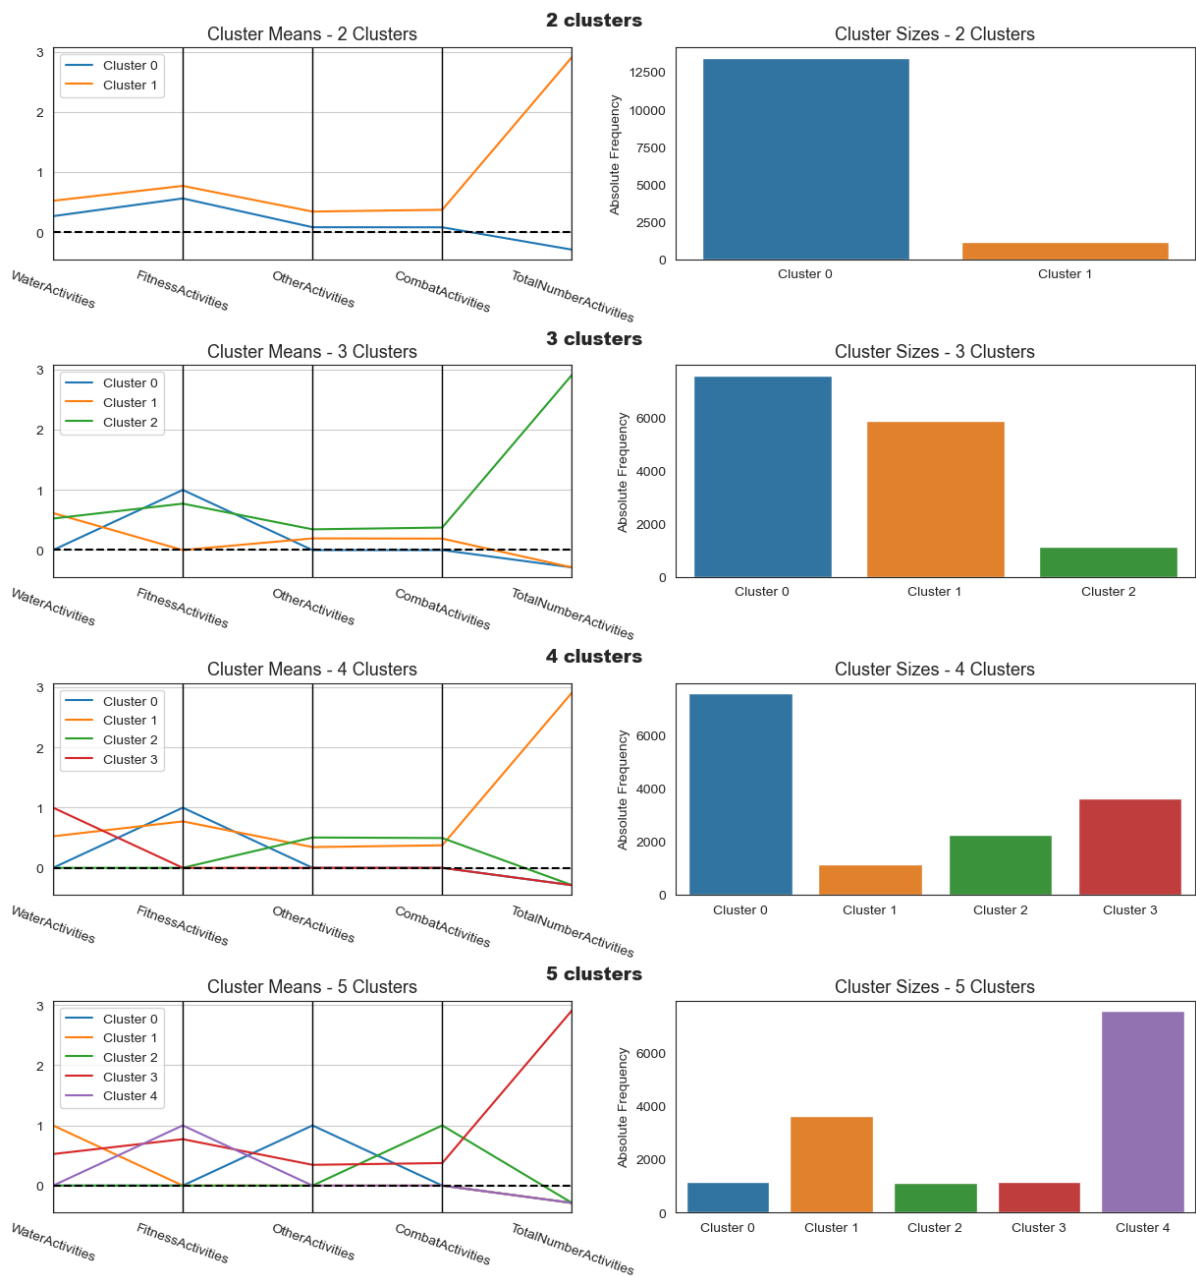 2 clusters
Cluster Means - 2 Clusters
3
2
1
0
Cluster 0
Cluster 1
WaterActivities
FitnessActivities
OtherActivities
CombatActivities
TotalNumberActivities
Cluster Sizes - 2 Clusters
Absolute Frequency
12500
10000
7500
5000
2500
0
Cluster 0
Cluster 1
3 clusters
Cluster Means - 3 Clusters
3
2
1
0
Cluster 0
Cluster 1
Cluster 2
WaterActivities
FitnessActivities
OtherActivities
CombatActivities
TotalNumberActivities
Cluster Sizes - 3 Clusters
Absolute Frequency
6000
4000
2000
0
Cluster 0
Cluster 1
Cluster 2
4 clusters
Cluster Means - 4 Clusters
3
2
1
0
Cluster 0
Cluster 1
Cluster 2
Cluster 3
WaterActivities
FitnessActivities
OtherActivities
CombatActivities
TotalNumberActivities
Cluster Sizes - 4 Clusters
Absolute Frequency
6000
4000
2000
0
Cluster 0
Cluster 1
Cluster 2
Cluster 3
5 clusters
Cluster Means - 5 Clusters
3
2
1
0
Cluster 0
Cluster 1
Cluster 2
Cluster 3
Cluster 4
WaterActivities
FitnessActivities
OtherActivities
CombatActivities
TotalNumberActivities
Cluster Sizes - 5 Clusters
Absolute Frequency
6000
4000
2000
0
Cluster 0
Cluster 1
Cluster 2
Cluster 3
Cluster 4